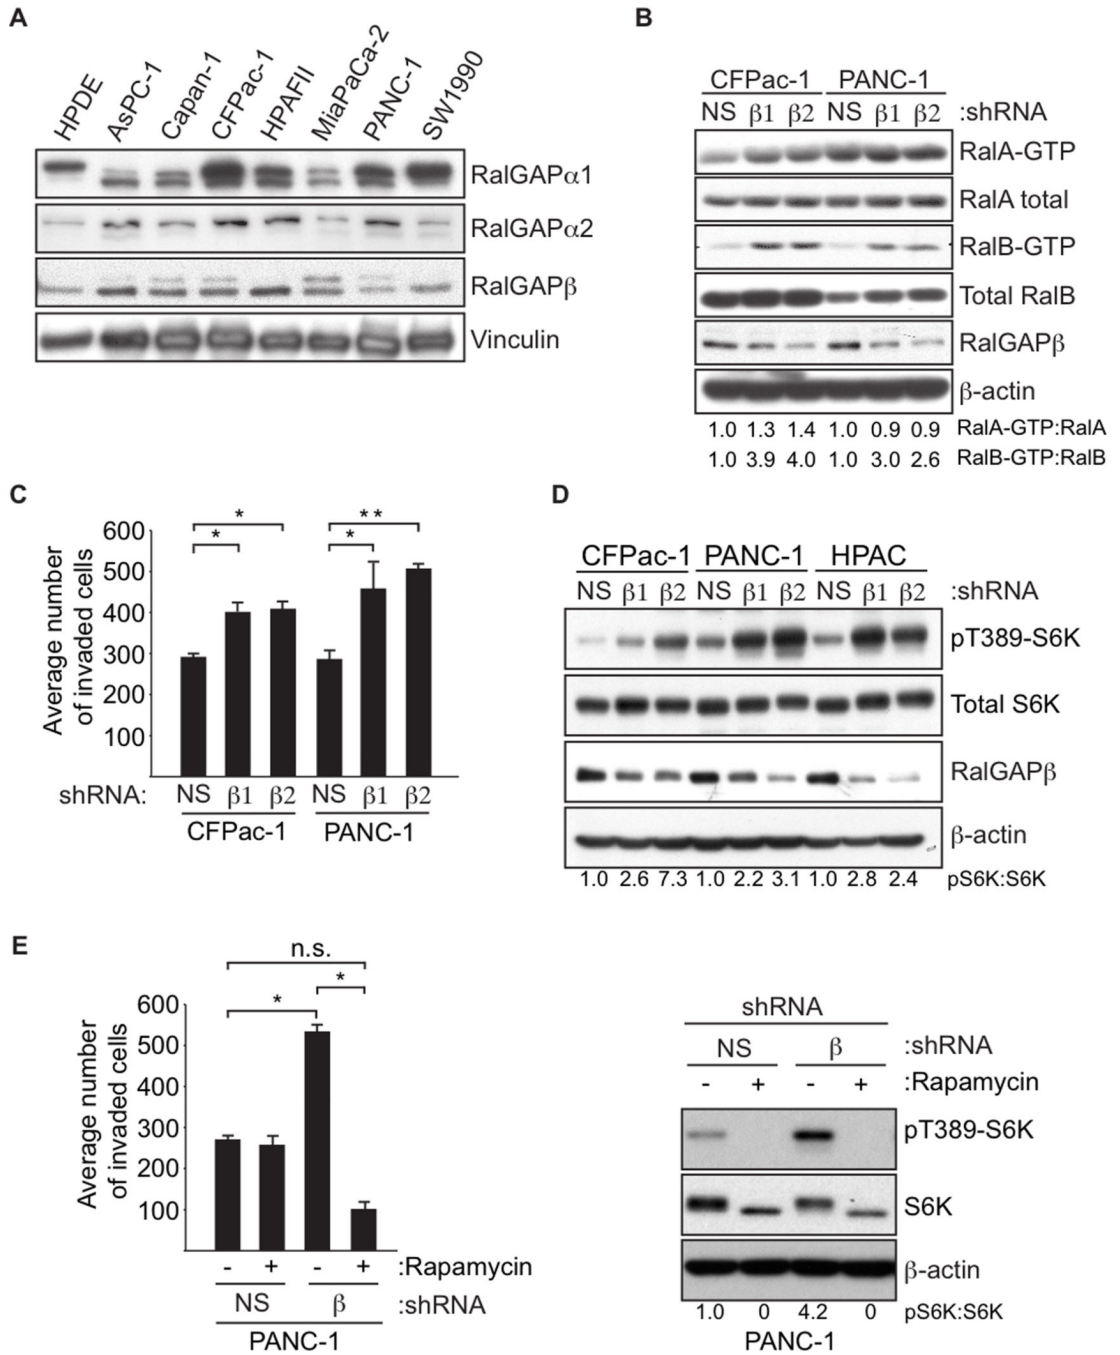 A
HPDE AsPC-1 Capan-1 CFPac-1 HPAFII MiaPaCa-2 PANC-1 SW1990
RalGAPα1
RalGAPα2
RalGAPβ
Vinculin
B
CFPac-1 PANC-1
NS β1 β2 NS β1 β2 :shRNA
RalA-GTP
RalA total
RalB-GTP
Total RalB
RalGAPβ
β-actin
1.0 1.3 1.4 1.0 0.9 0.9 RalA-GTP:RalA
1.0 3.9 4.0 1.0 3.0 2.6 RalB-GTP:RalB
C
Average number
of invaded cells
600
500
400
300
200
100
* *
* **
shRNA: NS β1 β2 NS β1 β2
CFPac-1 PANC-1
D
CFPac-1 PANC-1 HPAC
NS β1 β2 NS β1 β2 NS β1 β2 :shRNA
pT389-S6K
Total S6K
RalGAPβ
β-actin
1.0 2.6 7.3 1.0 2.2 3.1 1.0 2.8 2.4 pS6K:S6K
E
Average number
of invaded cells
600
500
400
300
200
100
n.s.
* *
- + - + :Rapamycin
NS β :shRNA
PANC-1
shRNA
NS β :shRNA
- + - + :Rapamycin
pT389-S6K
S6K
β-actin
1.0 0 4.2 0 pS6K:S6K
PANC-1